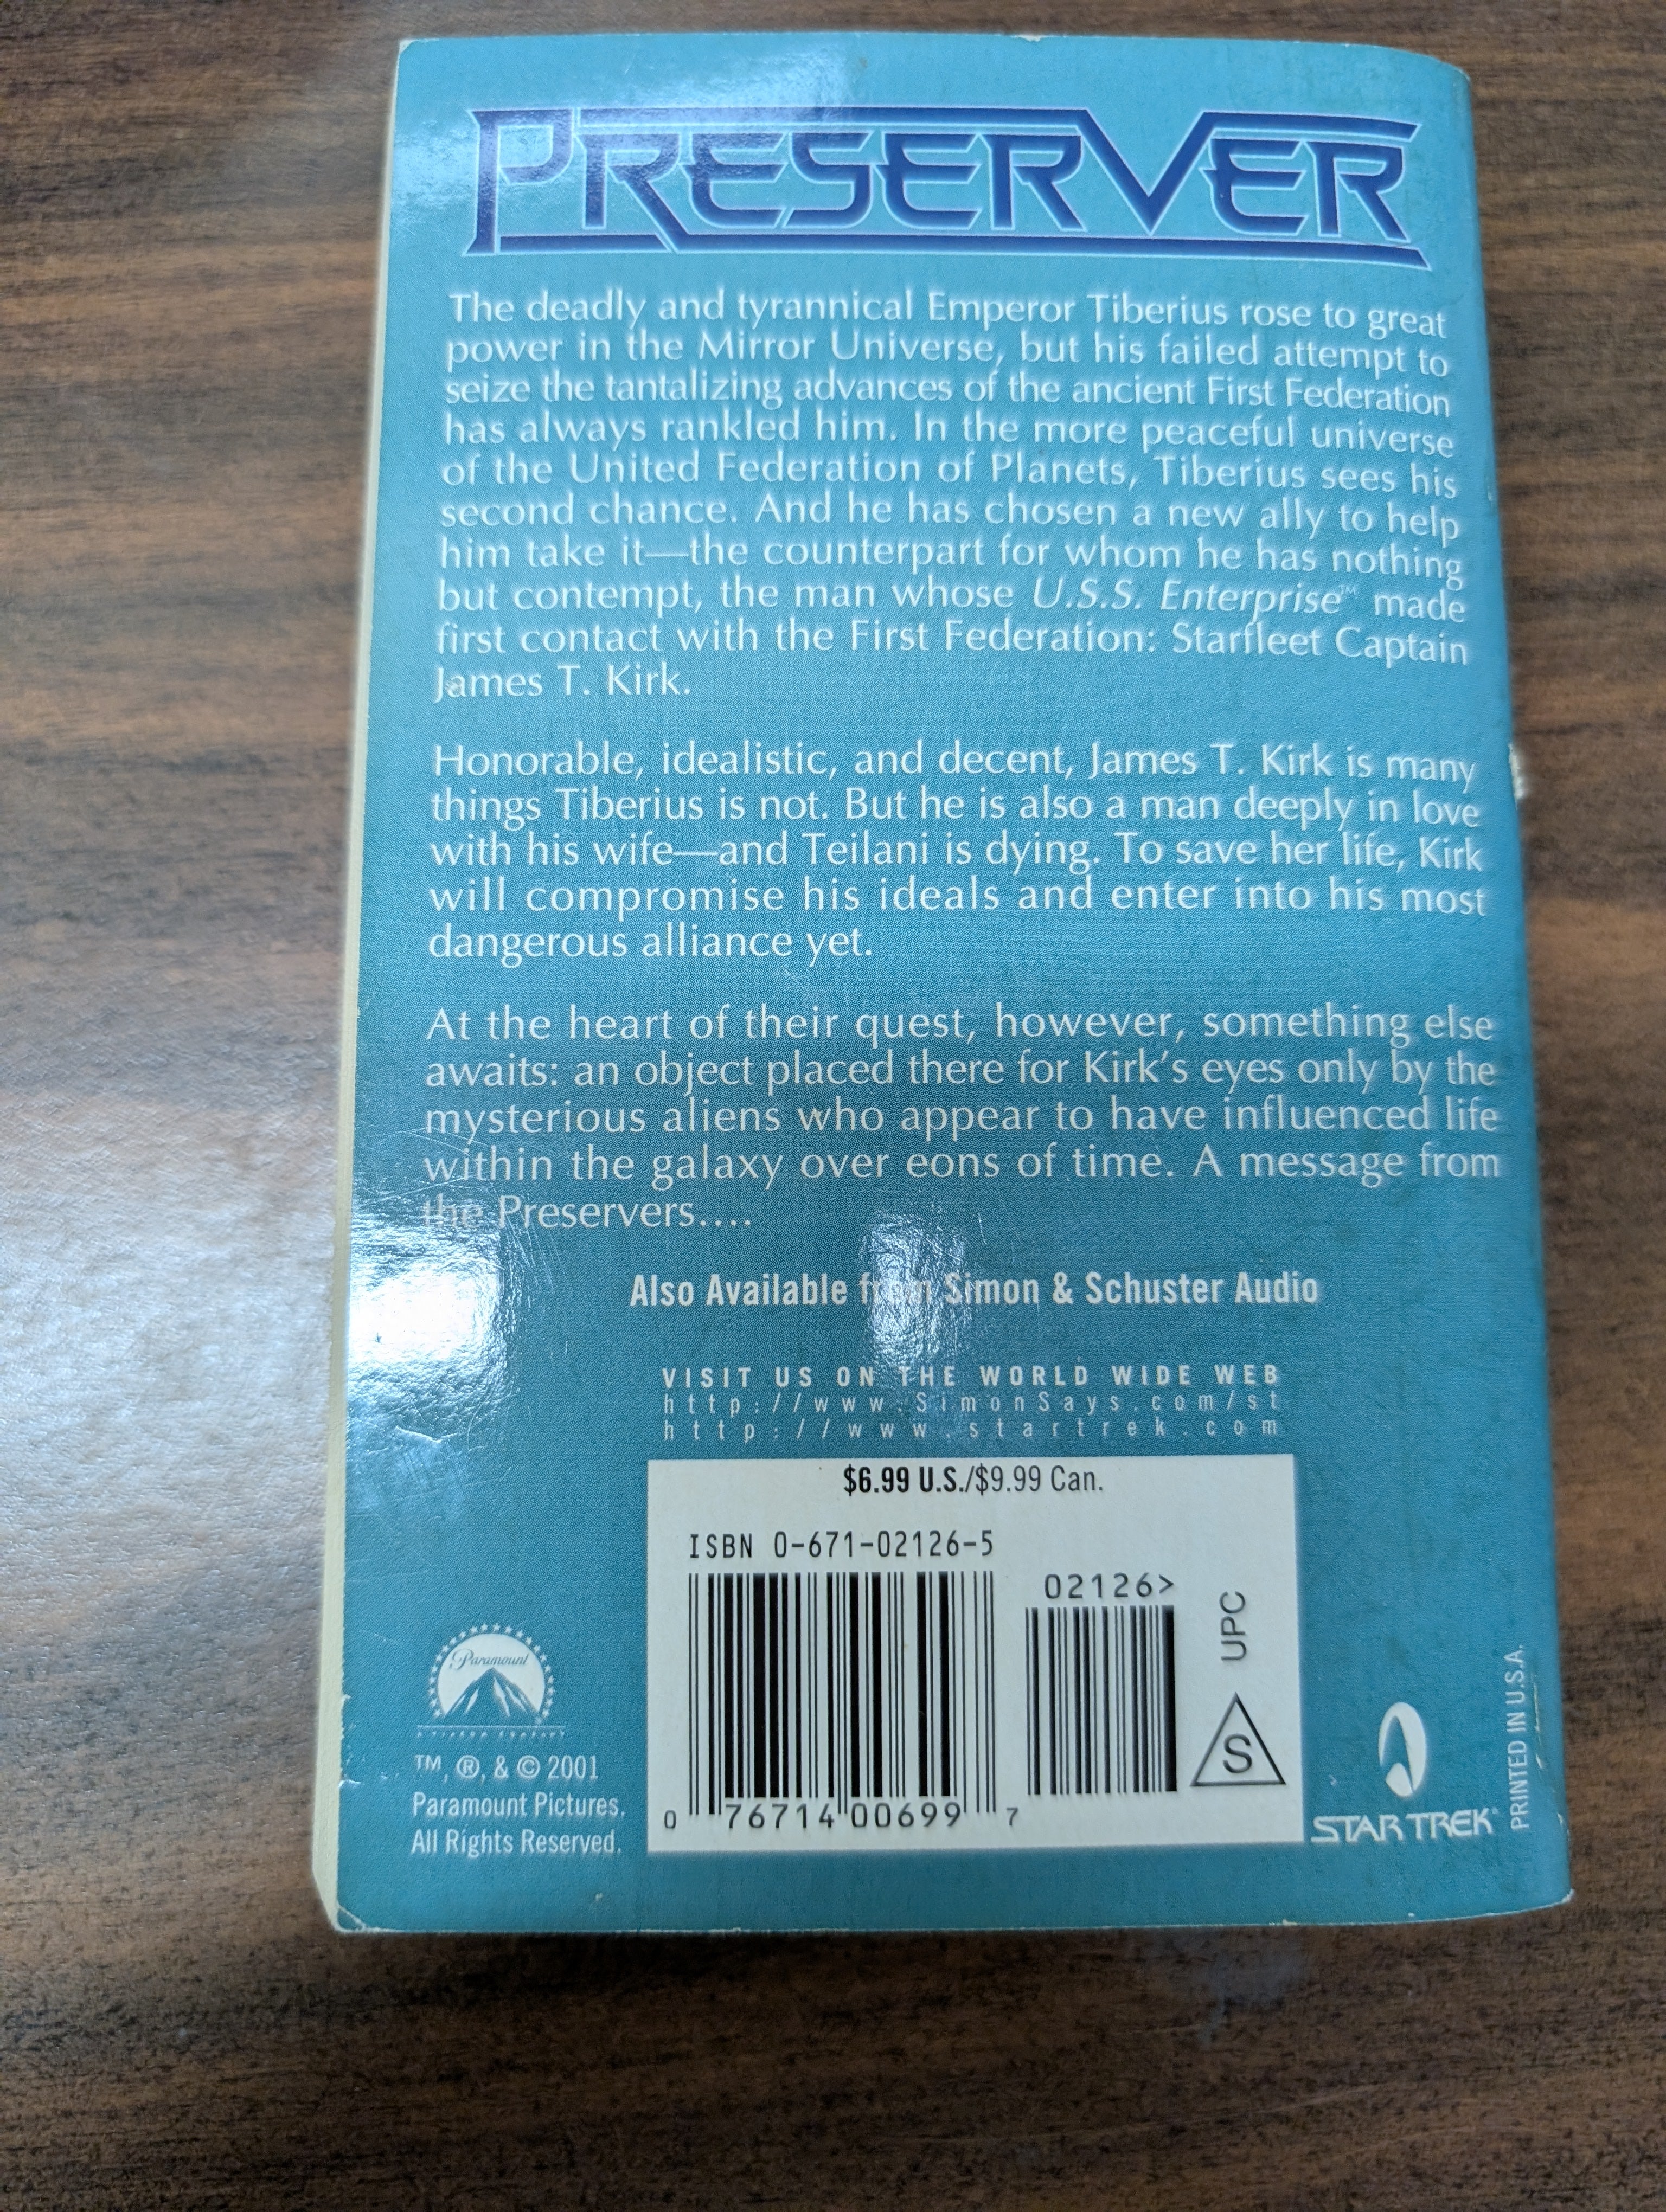 PRESERVER
The deadly and tyrannical Emperor Tiberius rose to great
power in the Mirror Universe, but his failed attempt to
seize the tantalizing advances of the ancient First Federation
has always rankled him. In the more peaceful universe
of the United Federation of Planets, Tiberius sees his
second chance. And he has chosen a new ally to help
him take it—the counterpart for whom he has nothing
but contempt, the man whose U.S.S. Enterprise™ made
first contact with the First Federation: Starfleet Captain
James T. Kirk.
Honorable, idealistic, and decent, James T. Kirk is many
things Tiberius is not. But he is also a man deeply in love
with his wife—and Teilani is dying. To save her life, Kirk
will compromise his ideals and enter into his most
dangerous alliance yet.
At the heart of their quest, however, something else
awaits: an object placed there for Kirk's eyes only by the
mysterious aliens who appear to have influenced life
within the galaxy over eons of time. A message from
the Preservers....
Also Available from Simon & Schuster Audio
VISIT US ON THE WORLD WIDE WEB
http://www.SimonSays.com/st
http://www.startrek.com
$6.99 U.S./$9.99 Can.
ISBN 0-671-02126-5
02126>
UPC
S
0 76714 00699 7
Paramount
A VIACOM COMPANY
™, ®, & © 2001
Paramount Pictures.
All Rights Reserved.
STAR TREK®
PRINTED IN U.S.A.